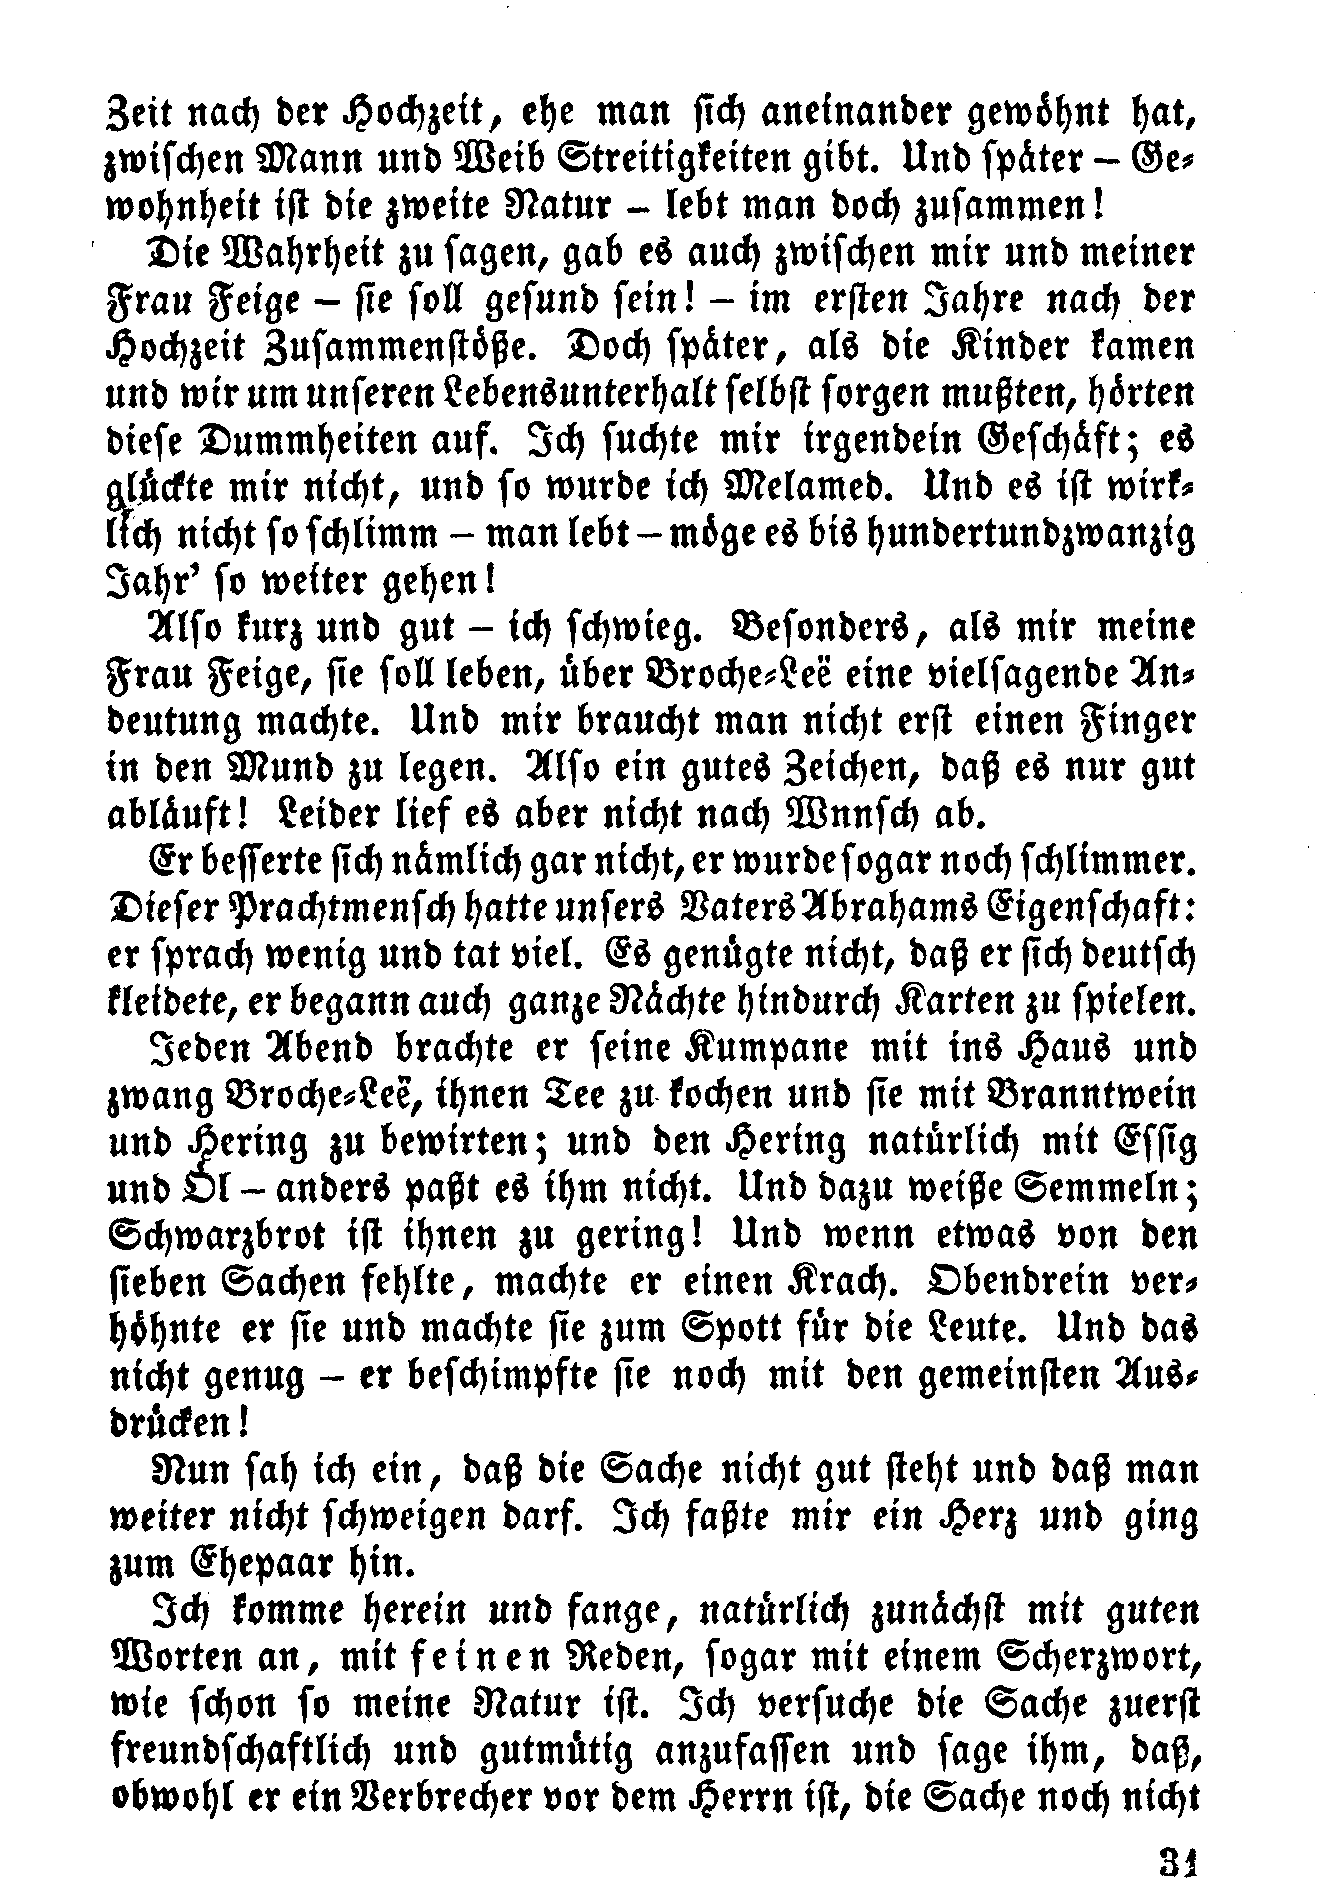 Zeit nach der Hochzeit, ehe man sich aneinander gewöhnt hat,
zwischen Mann und Weib Streitigkeiten gibt. Und später – Ge-
wohnheit ist die zweite Natur – lebt man doch zusammen!
Die Wahrheit zu sagen, gab es auch zwischen mir und meiner
Frau Feige – sie soll gesund sein! – im ersten Jahre nach der
Hochzeit Zusammenstöße. Doch später, als die Kinder kamen
und wir um unseren Lebensunterhalt selbst sorgen mußten, hörten
diese Dummheiten auf. Ich suchte mir irgendein Geschäft; es
glückte mir nicht, und so wurde ich Melamed. Und es ist wirk-
lich nicht so schlimm – man lebt – möge es bis hundertundzwanzig
Jahr' so weiter gehen!
Also kurz und gut – ich schwieg. Besonders, als mir meine
Frau Feige, sie soll leben, über Broche-Leë eine vielsagende An-
deutung machte. Und mir braucht man nicht erst einen Finger
in den Mund zu legen. Also ein gutes Zeichen, daß es nur gut
abläuft! Leider lief es aber nicht nach Wnnsch ab.
Er besserte sich nämlich gar nicht, er wurde sogar noch schlimmer.
Dieser Prachtmensch hatte unsers Vaters Abrahams Eigenschaft:
er sprach wenig und tat viel. Es genügte nicht, daß er sich deutsch
kleidete, er begann auch ganze Nächte hindurch Karten zu spielen.
Jeden Abend brachte er seine Kumpane mit ins Haus und
zwang Broche-Leë, ihnen Tee zu kochen und sie mit Branntwein
und Hering zu bewirten; und den Hering natürlich mit Essig
und Öl – anders paßt es ihm nicht. Und dazu weiße Semmeln;
Schwarzbrot ist ihnen zu gering! Und wenn etwas von den
sieben Sachen fehlte, machte er einen Krach. Obendrein ver-
höhnte er sie und machte sie zum Spott für die Leute. Und das
nicht genug – er beschimpfte sie noch mit den gemeinsten Aus-
drücken!
Nun sah ich ein, daß die Sache nicht gut steht und daß man
weiter nicht schweigen darf. Ich faßte mir ein Herz und ging
zum Ehepaar hin.
Ich komme herein und fange, natürlich zunächst mit guten
Worten an, mit feinen Reden, sogar mit einem Scherzwort,
wie schon so meine Natur ist. Ich versuche die Sache zuerst
freundschaftlich und gutmütig anzufassen und sage ihm, daß,
obwohl er ein Verbrecher vor dem Herrn ist, die Sache noch nicht
31